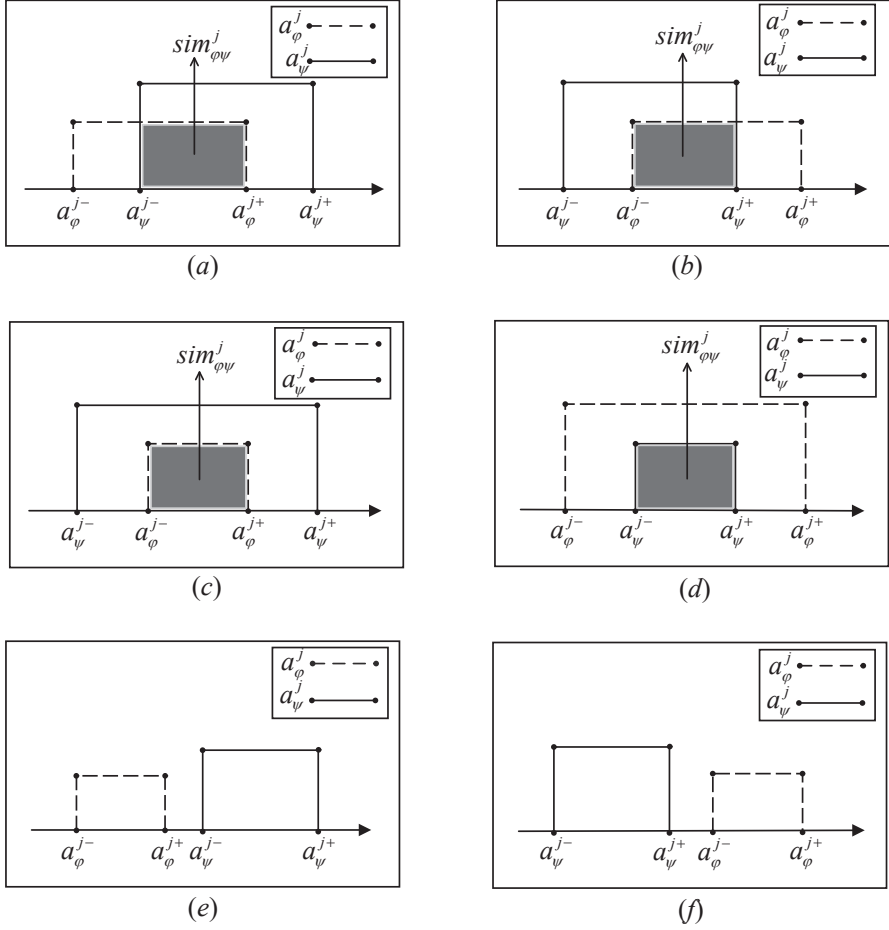 a_φ^j
sim_φψ^j
a_ψ^j
a_φ^{j−} a_ψ^{j−} a_φ^{j+} a_ψ^{j+}
(a)
a_φ^j
sim_φψ^j
a_ψ^j
a_ψ^{j−} a_φ^{j−} a_ψ^{j+} a_φ^{j+}
(b)
a_φ^j
sim_φψ^j
a_ψ^j
a_ψ^{j−} a_φ^{j−} a_φ^{j+} a_ψ^{j+}
(c)
a_φ^j
sim_φψ^j
a_ψ^j
a_φ^{j−} a_ψ^{j−} a_ψ^{j+} a_φ^{j+}
(d)
a_φ^j
a_ψ^j
a_φ^{j−} a_φ^{j+} a_ψ^{j−} a_ψ^{j+}
(e)
a_φ^j
a_ψ^j
a_ψ^{j−} a_ψ^{j+} a_φ^{j−} a_φ^{j+}
(f)